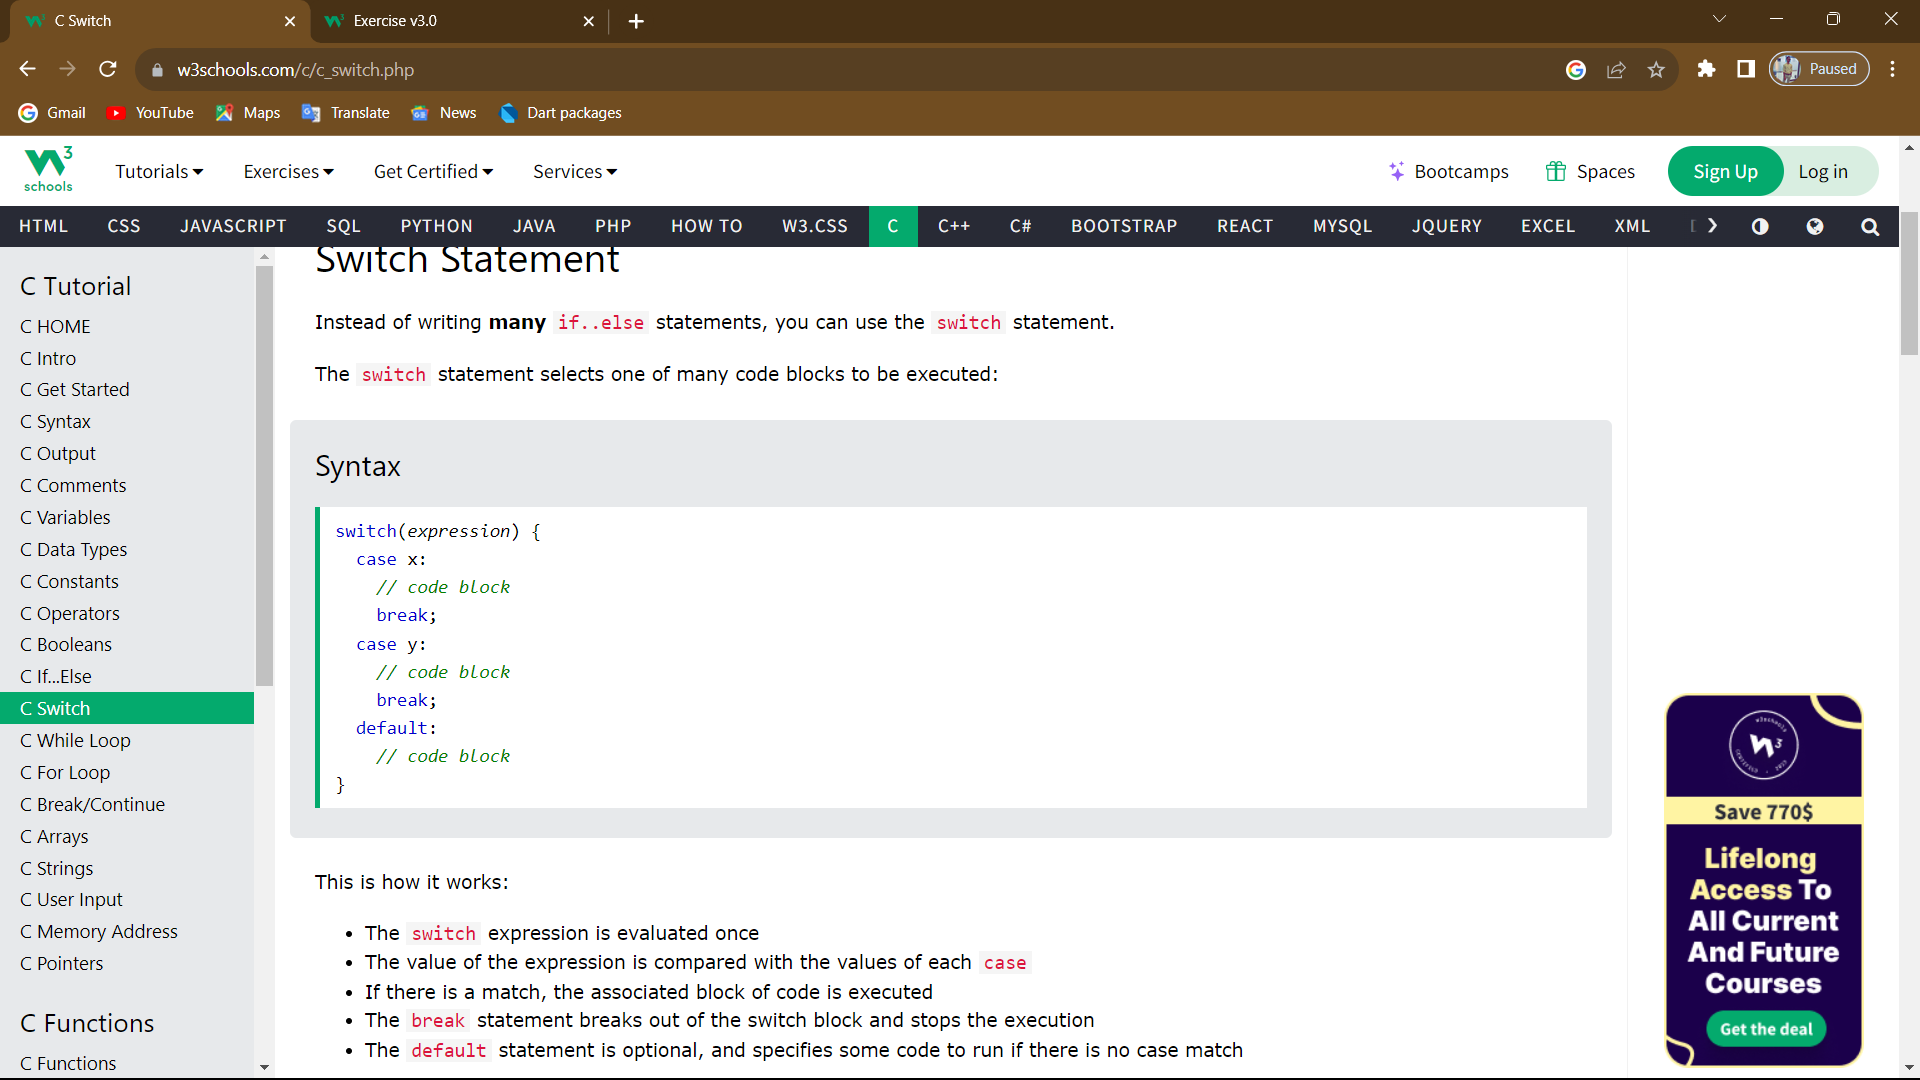 C Switch
Exercise v3.0
w3schools.com/c/c_switch.php
Paused
Gmail
YouTube
Maps
Translate
News
Dart packages
3
schools
Tutorials
Exercises
Get Certified
Services
Bootcamps
Spaces
Sign Up
Log in
HTML CSS JAVASCRIPT SQL PYTHON JAVA PHP HOW TO W3.CSS C C++ C# BOOTSTRAP REACT MYSQL JQUERY EXCEL XML
C Tutorial
C HOME
C Intro
C Get Started
C Syntax
C Output
C Comments
C Variables
C Data Types
C Constants
C Operators
C Booleans
C If...Else
C Switch
C While Loop
C For Loop
C Break/Continue
C Arrays
C Strings
C User Input
C Memory Address
C Pointers
C Functions
C Functions
Switch Statement
Instead of writing many if..else statements, you can use the switch statement.
The switch statement selects one of many code blocks to be executed:
Syntax
switch(expression) {
case x:
// code block
break;
case y:
// code block
break;
default:
// code block
}
This is how it works:
• The switch expression is evaluated once
• The value of the expression is compared with the values of each case
• If there is a match, the associated block of code is executed
• The break statement breaks out of the switch block and stops the execution
• The default statement is optional, and specifies some code to run if there is no case match
Save 770$
Lifelong
Access To
All Current
And Future
Courses
Get the deal